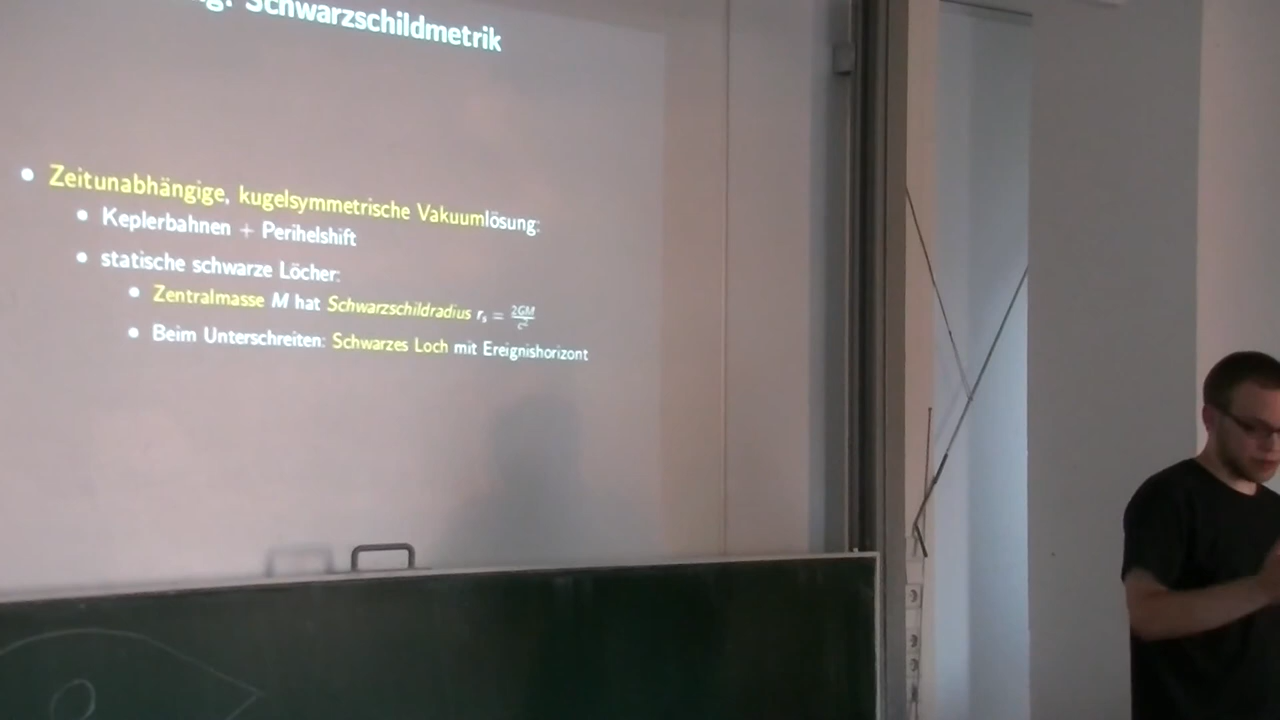 Schwarzschildmetrik
Zeitunabhängige, kugelsymmetrische Vakuumlösung:
Keplerbahnen + Perihelshift
statische schwarze Löcher:
Zentralmasse M hat Schwarzschildradius r_s = 2GM/c²
Beim Unterschreiten: Schwarzes Loch mit Ereignishorizont